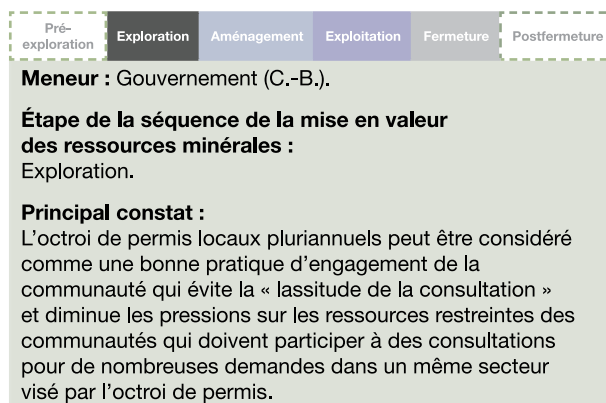 Pré-exploration Exploration Aménagement Exploitation Fermeture Postfermeture
Meneur : Gouvernement (C.-B.).
Étape de la séquence de la mise en valeur
des ressources minérales :
Exploration.
Principal constat :
L'octroi de permis locaux pluriannuels peut être considéré
comme une bonne pratique d'engagement de la
communauté qui évite la « lassitude de la consultation »
et diminue les pressions sur les ressources restreintes des
communautés qui doivent participer à des consultations
pour de nombreuses demandes dans un même secteur
visé par l'octroi de permis.